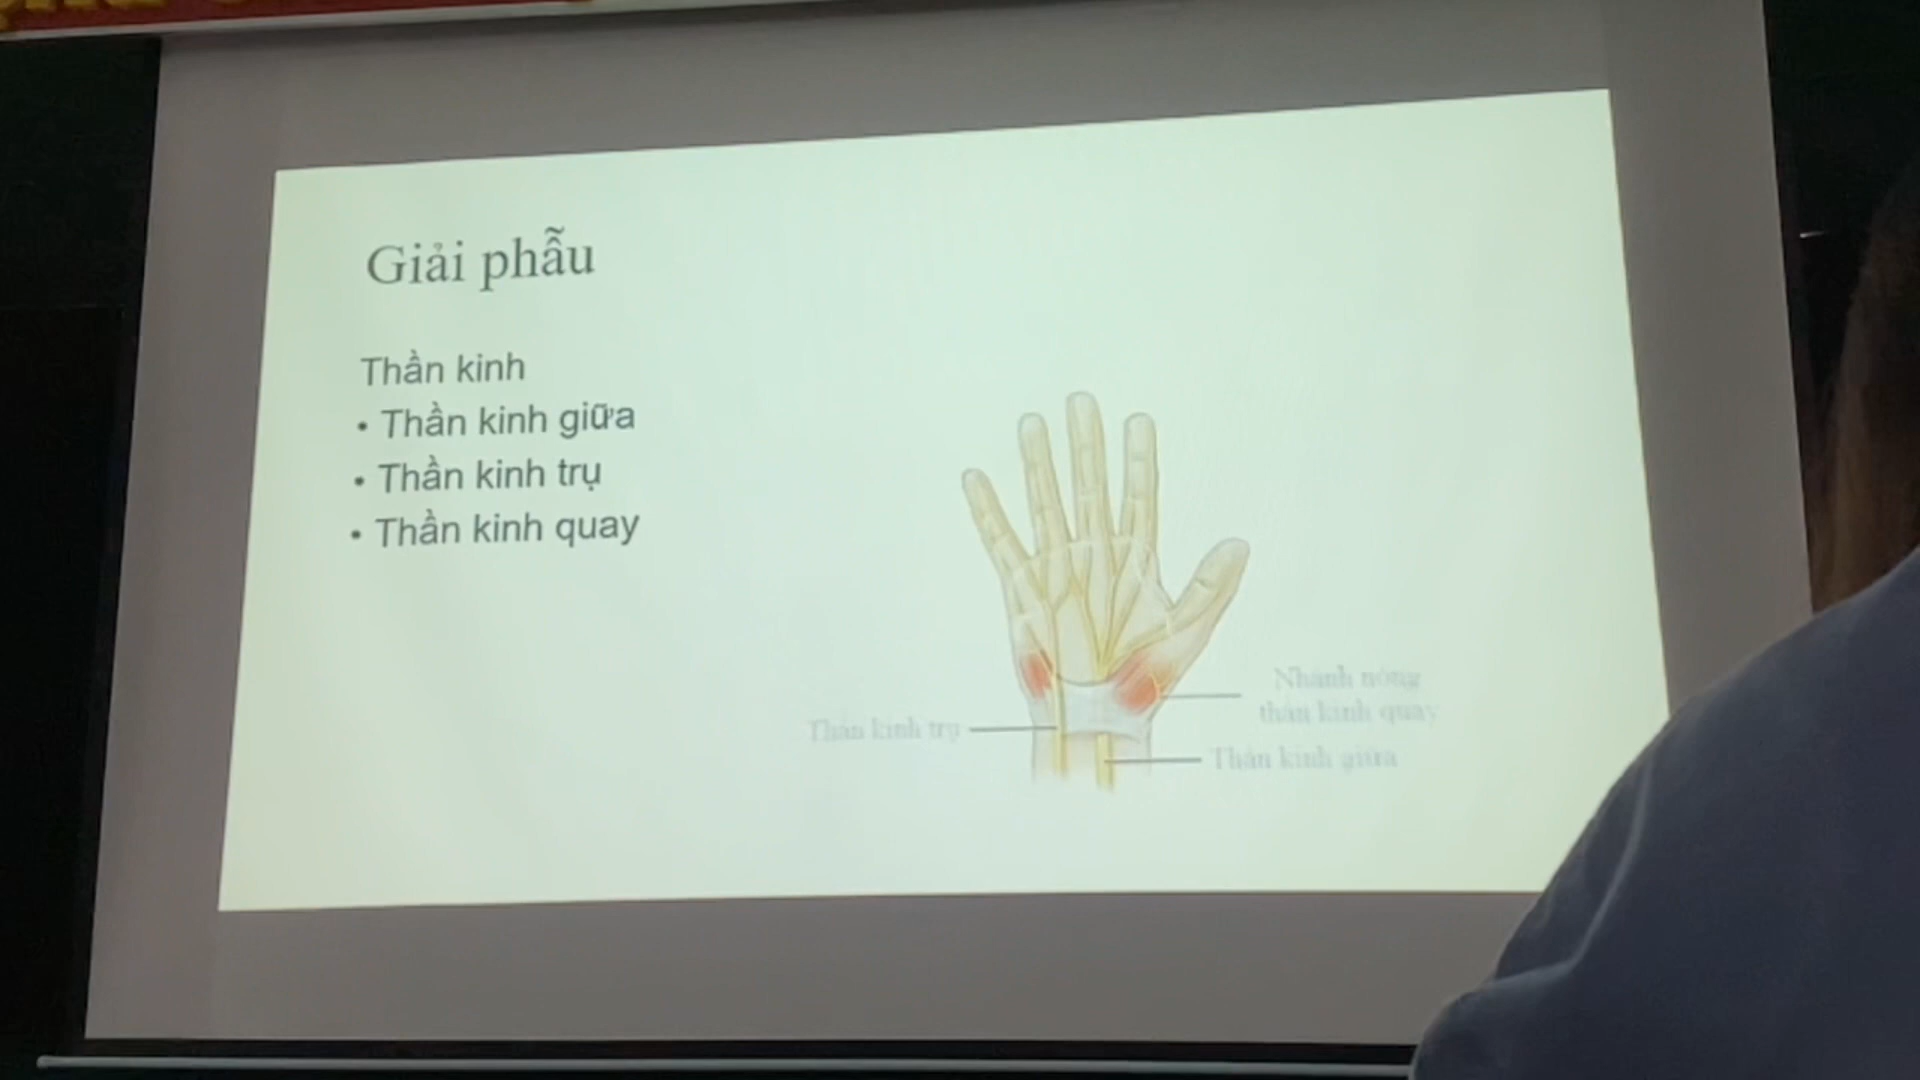 Giải phẫu
Thần kinh
• Thần kinh giữa
• Thần kinh trụ
• Thần kinh quay
Nhánh nông
thần kinh quay
Thần kinh trụ
Thần kinh giữa